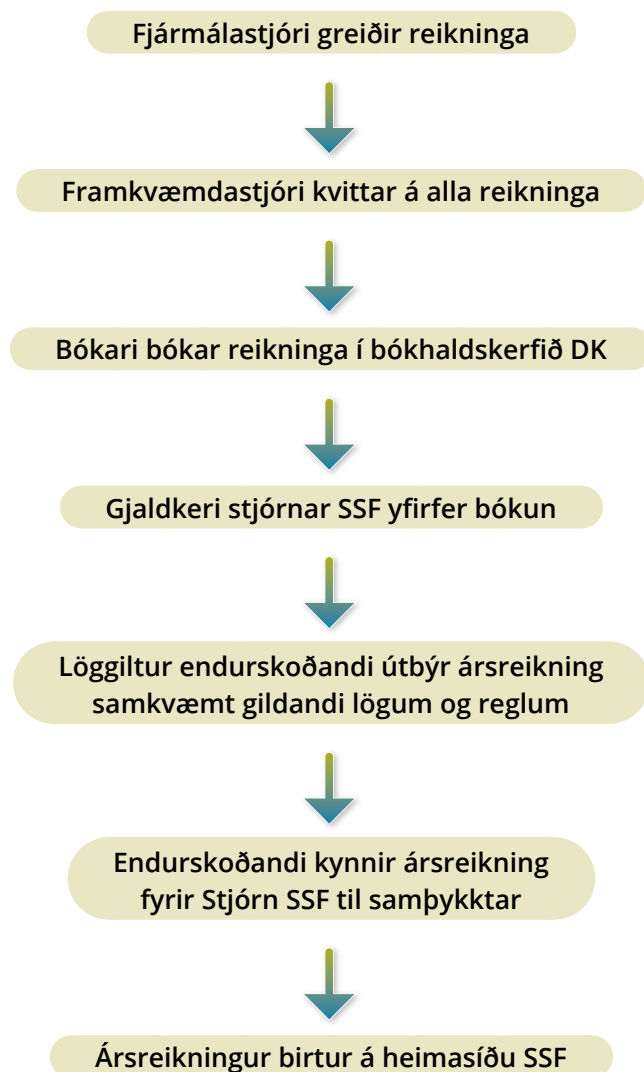 Fjármálastjóri greiðir reikninga
Framkvæmdastjóri kvittar á alla reikninga
Bókari bókar reikninga í bókhaldskerfið DK
Gjaldkeri stjórnar SSF yfirfer bókun
Löggiltur endurskoðandi útbýr ársreikning
samkvæmt gildandi lögum og reglum
Endurskoðandi kynnir ársreikning
fyrir Stjórn SSF til samþykktar
Ársreikningur birtur á heimasíðu SSF